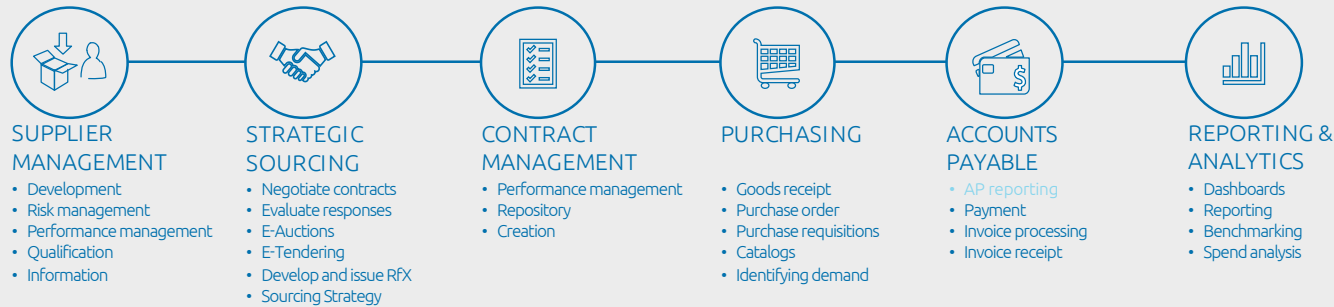 SUPPLIER
MANAGEMENT
• Development
• Risk management
• Performance management
• Qualification
• Information
STRATEGIC
SOURCING
• Negotiate contracts
• Evaluate responses
• E-Auctions
• E-Tendering
• Develop and issue RfX
• Sourcing Strategy
CONTRACT
MANAGEMENT
• Performance management
• Repository
• Creation
PURCHASING
• Goods receipt
• Purchase order
• Purchase requisitions
• Catalogs
• Identifying demand
$
ACCOUNTS
PAYABLE
• AP reporting
• Payment
• Invoice processing
• Invoice receipt
REPORTING &
ANALYTICS
• Dashboards
• Reporting
• Benchmarking
• Spend analysis